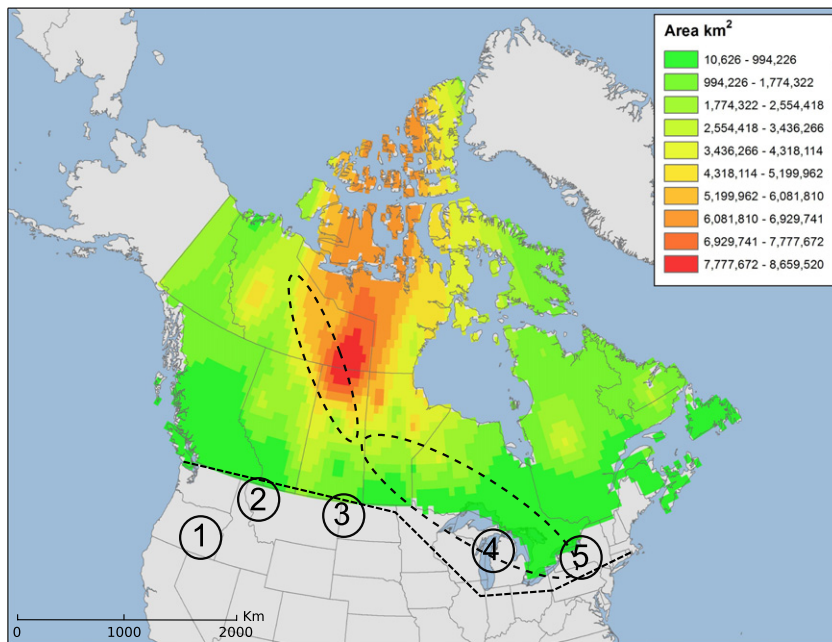 Area km²
10,626 - 994,226
994,226 - 1,774,322
1,774,322 - 2,554,418
2,554,418 - 3,436,266
3,436,266 - 4,318,114
4,318,114 - 5,199,962
5,199,962 - 6,081,810
6,081,810 - 6,929,741
6,929,741 - 7,777,672
7,777,672 - 8,659,520
2
3
1
4
5
Km
0 1000 2000